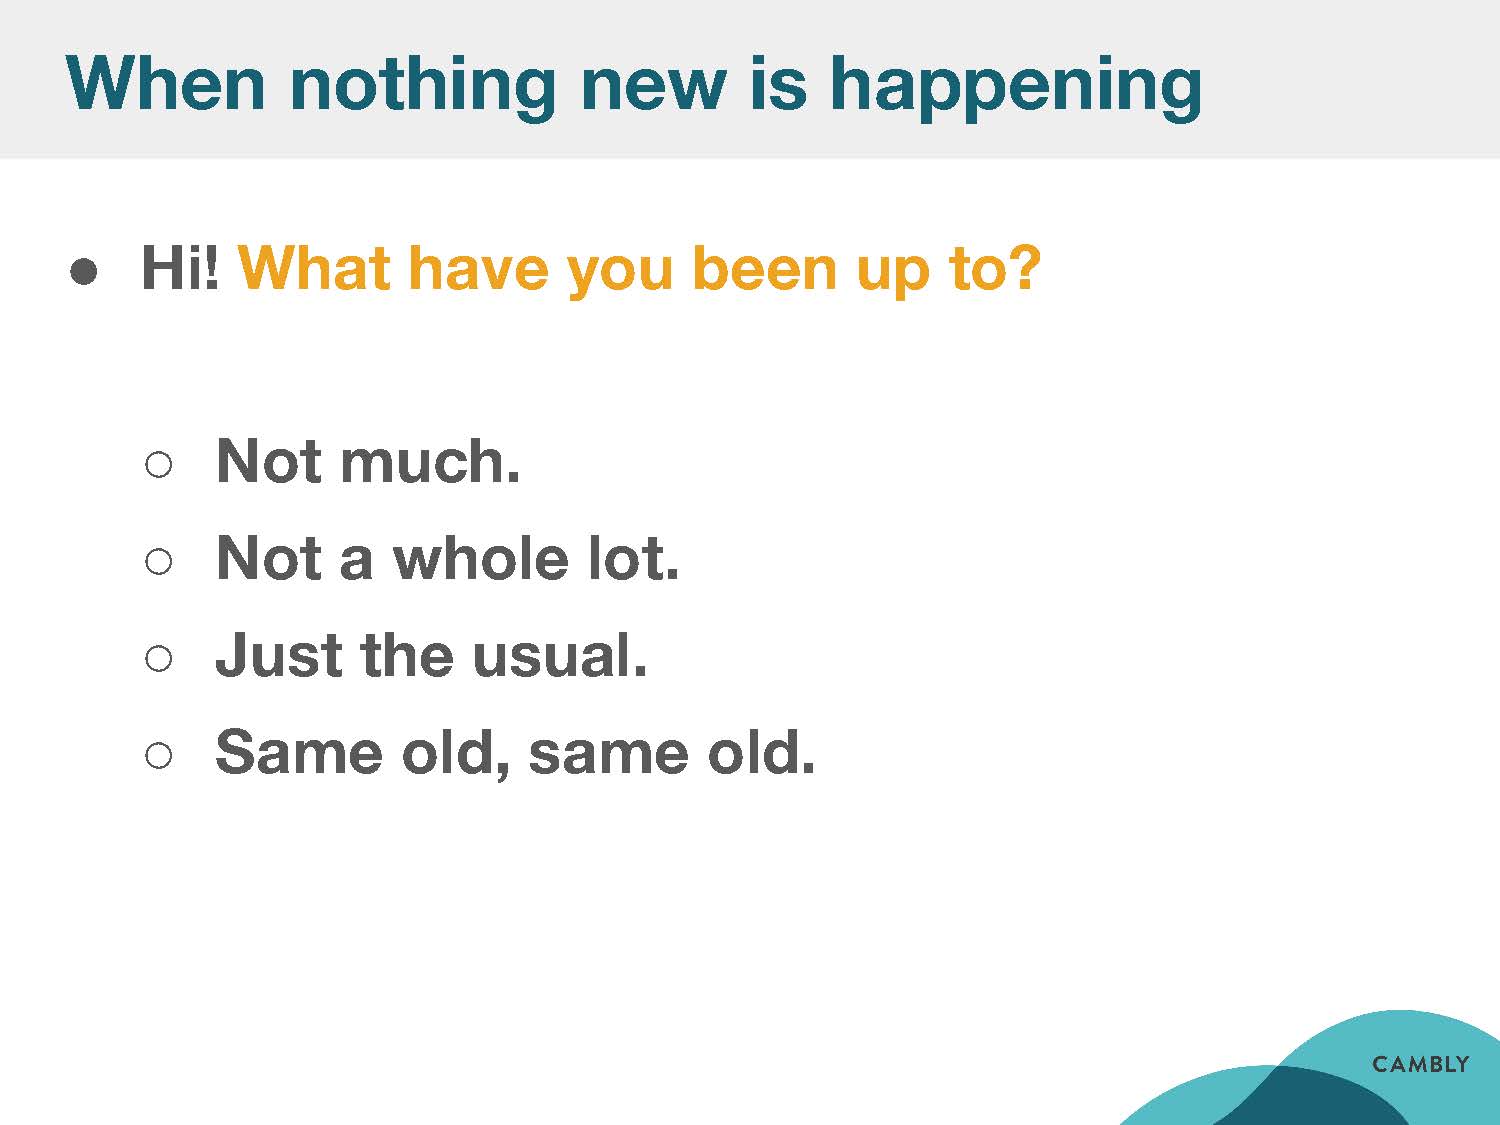 When nothing new is happening
● Hi! What have you been up to?
○ Not much.
○ Not a whole lot.
○ Just the usual.
○ Same old, same old.
CAMBLY